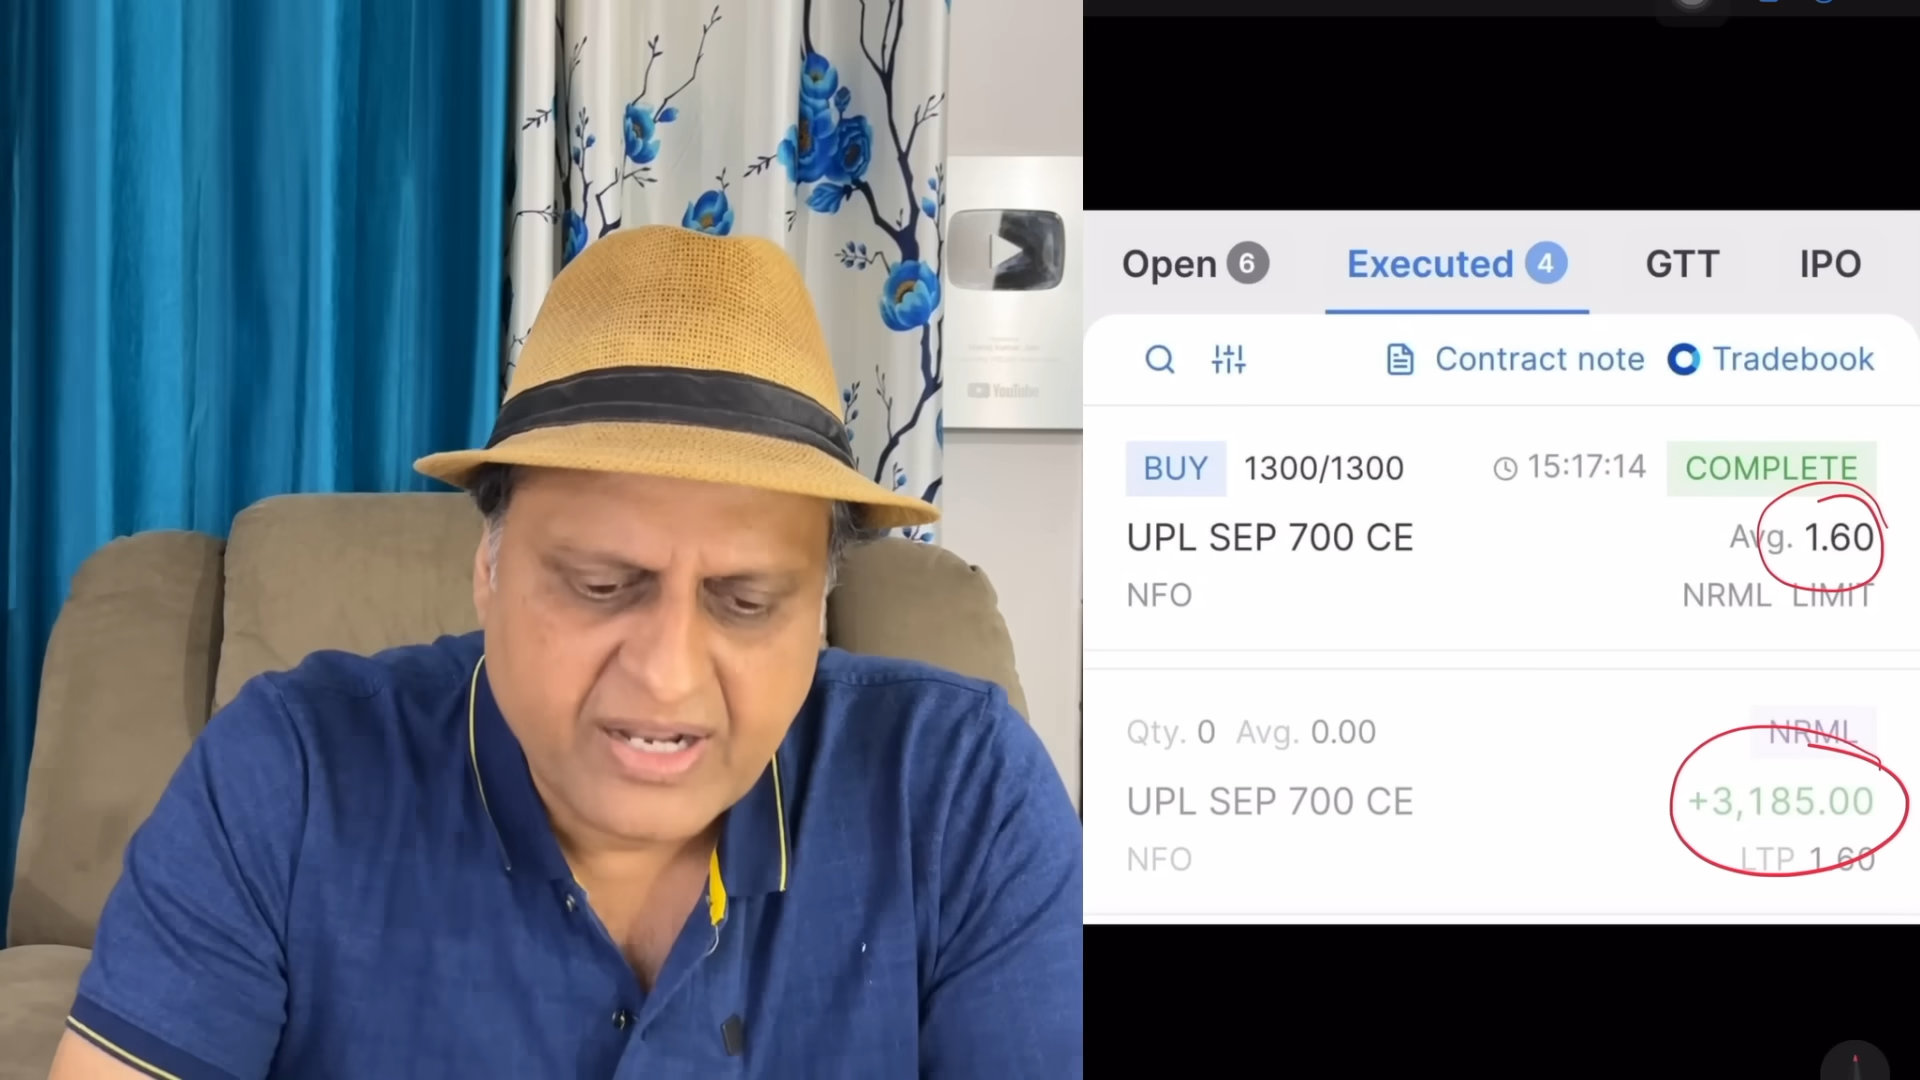 YouTube
Open 6
Executed 4
GTT
IPO
Contract note
Tradebook
BUY 1300/1300 15:17:14 COMPLETE
UPL SEP 700 CE Avg. 1.60
NFO NRML LIMIT
Qty. 0 Avg. 0.00 NRML
UPL SEP 700 CE +3,185.00
NFO LTP 1.60